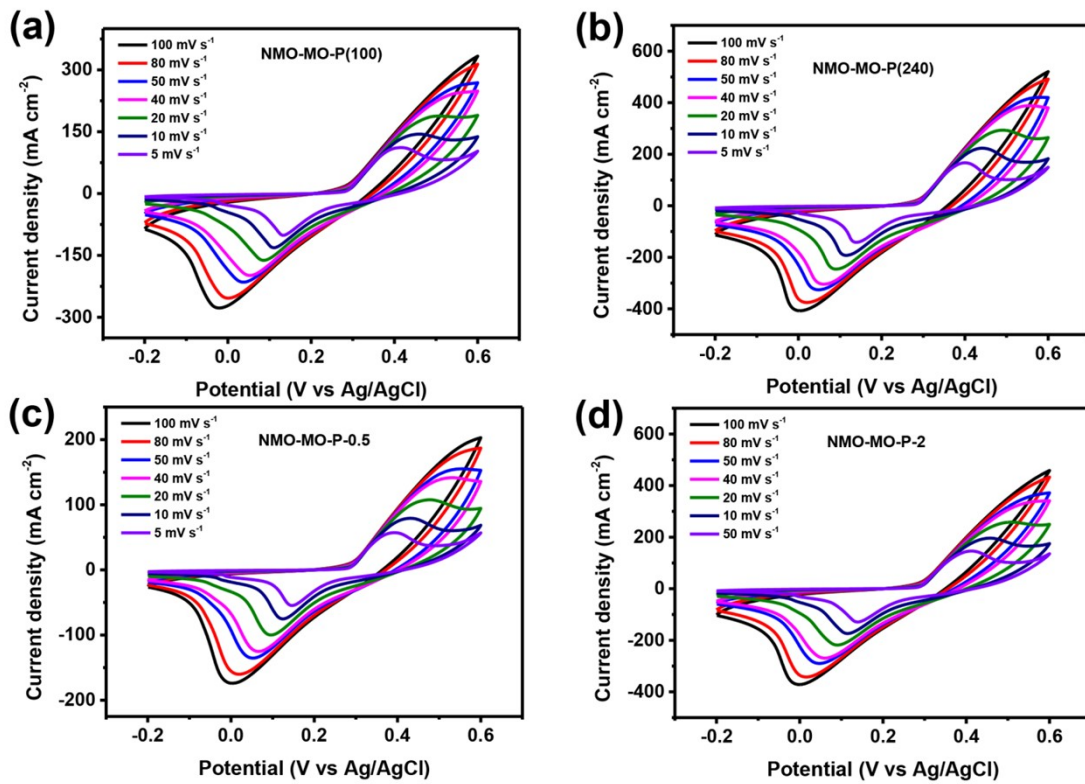 (a)
100 mV s⁻¹
80 mV s⁻¹
50 mV s⁻¹
40 mV s⁻¹
20 mV s⁻¹
10 mV s⁻¹
5 mV s⁻¹
NMO-MO-P(100)
Current density (mA cm⁻²)
300
150
0
-150
-300
-0.2 0.0 0.2 0.4 0.6
Potential (V vs Ag/AgCl)
(b)
100 mV s⁻¹
80 mV s⁻¹
50 mV s⁻¹
40 mV s⁻¹
20 mV s⁻¹
10 mV s⁻¹
5 mV s⁻¹
NMO-MO-P(240)
Current density (mA cm⁻²)
600
400
200
0
-200
-400
-0.2 0.0 0.2 0.4 0.6
Potential (V vs Ag/AgCl)
(c)
100 mV s⁻¹
80 mV s⁻¹
50 mV s⁻¹
40 mV s⁻¹
20 mV s⁻¹
10 mV s⁻¹
5 mV s⁻¹
NMO-MO-P-0.5
Current density (mA cm⁻²)
200
100
0
-100
-200
-0.2 0.0 0.2 0.4 0.6
Potential (V vs Ag/AgCl)
(d)
100 mV s⁻¹
80 mV s⁻¹
50 mV s⁻¹
40 mV s⁻¹
20 mV s⁻¹
10 mV s⁻¹
50 mV s⁻¹
NMO-MO-P-2
Current density (mA cm⁻²)
600
400
200
0
-200
-400
-0.2 0.0 0.2 0.4 0.6
Potential (V vs Ag/AgCl)